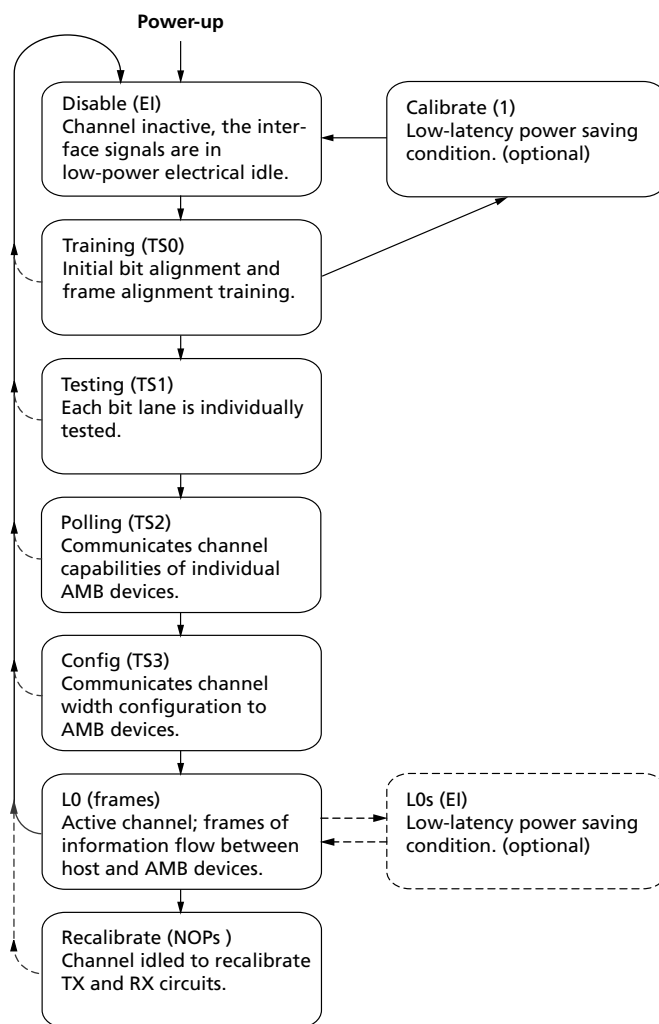 Power-up
Disable (EI)
Channel inactive, the inter-
face signals are in
low-power electrical idle.
Calibrate (1)
Low-latency power saving
condition. (optional)
Training (TS0)
Initial bit alignment and
frame alignment training.
Testing (TS1)
Each bit lane is individually
tested.
Polling (TS2)
Communicates channel
capabilities of individual
AMB devices.
Config (TS3)
Communicates channel
width configuration to
AMB devices.
L0 (frames)
Active channel; frames of
information flow between
host and AMB devices.
L0s (EI)
Low-latency power saving
condition. (optional)
Recalibrate (NOPs )
Channel idled to recalibrate
TX and RX circuits.